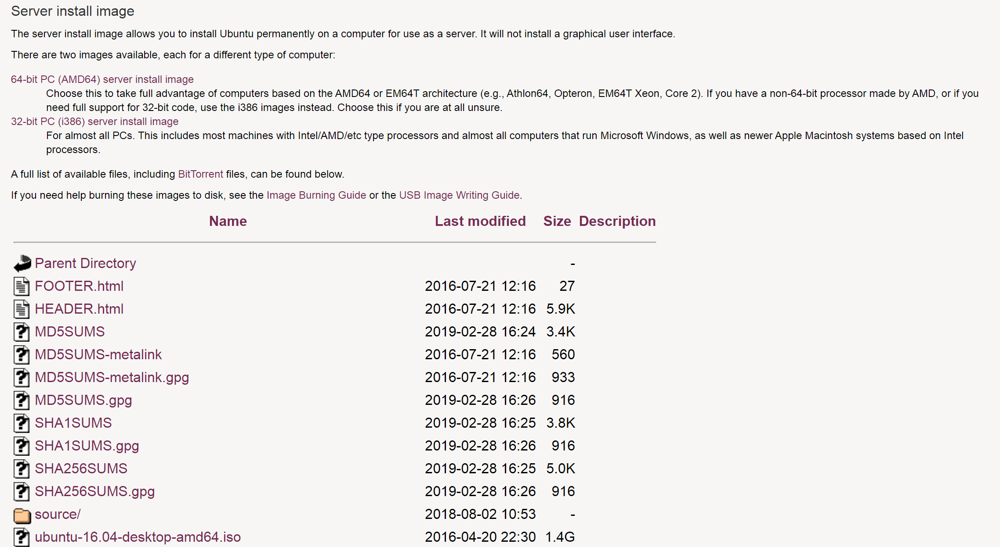 Server install image
The server install image allows you to install Ubuntu permanently on a computer for use as a server. It will not install a graphical user interface.
There are two images available, each for a different type of computer:
64-bit PC (AMD64) server install image
Choose this to take full advantage of computers based on the AMD64 or EM64T architecture (e.g., Athlon64, Opteron, EM64T Xeon, Core 2). If you have a non-64-bit processor made by AMD, or if you
need full support for 32-bit code, use the i386 images instead. Choose this if you are at all unsure.
32-bit PC (i386) server install image
For almost all PCs. This includes most machines with Intel/AMD/etc type processors and almost all computers that run Microsoft Windows, as well as newer Apple Macintosh systems based on Intel
processors.
A full list of available files, including BitTorrent files, can be found below.
If you need help burning these images to disk, see the Image Burning Guide or the USB Image Writing Guide.
Name Last modified Size Description
Parent Directory -
FOOTER.html 2016-07-21 12:16 27
HEADER.html 2016-07-21 12:16 5.9K
MD5SUMS 2019-02-28 16:24 3.4K
MD5SUMS-metalink 2016-07-21 12:16 560
MD5SUMS-metalink.gpg 2016-07-21 12:16 933
MD5SUMS.gpg 2019-02-28 16:26 916
SHA1SUMS 2019-02-28 16:25 3.8K
SHA1SUMS.gpg 2019-02-28 16:26 916
SHA256SUMS 2019-02-28 16:25 5.0K
SHA256SUMS.gpg 2019-02-28 16:26 916
source/ 2018-08-02 10:53 -
ubuntu-16.04-desktop-amd64.iso 2016-04-20 22:30 1.4G